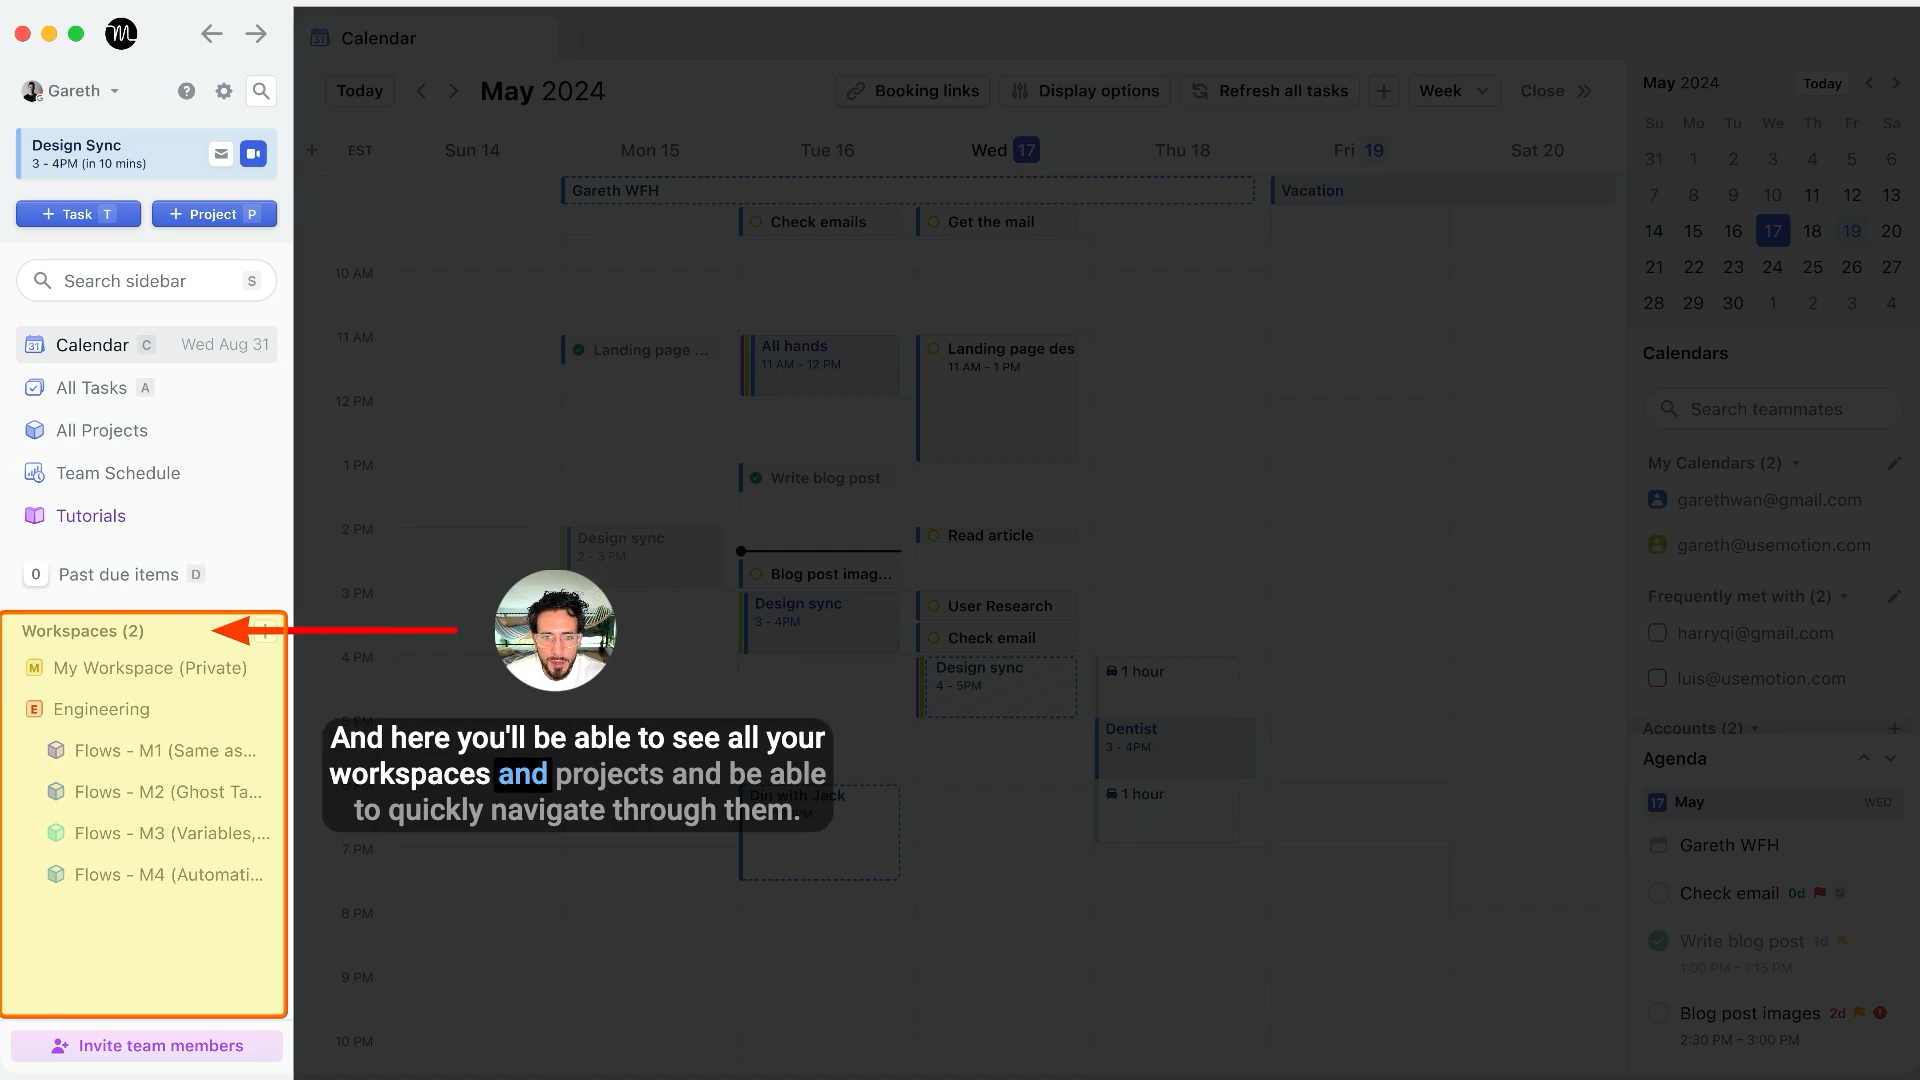 Gareth
Design Sync
3 - 4PM (in 10 mins)
+ Task T
+ Project P
Search sidebar S
Calendar C Wed Aug 31
All Tasks A
All Projects
Team Schedule
Tutorials
0 Past due items D
Workspaces (2)
M My Workspace (Private)
E Engineering
Flows - M1 (Same as...
Flows - M2 (Ghost Ta...
Flows - M3 (Variables,...
Flows - M4 (Automati...
Invite team members
31 Calendar
Today May 2024 Booking links Display options Refresh all tasks + Week Close
+ EST Sun 14 Mon 15 Tue 16 Wed 17 Thu 18 Fri 19 Sat 20
Gareth WFH
Vacation
Check emails
Get the mail
10 AM
11 AM
12 PM
1 PM
2 PM
3 PM
4 PM
5 PM
7 PM
8 PM
9 PM
10 PM
Landing page ...
Design sync
2 - 3 PM
All hands
11 AM - 12 PM
Write blog post
Blog post imag...
Design sync
3 - 4PM
Din with Jack
Landing page des
11 AM - 1 PM
Read article
User Research
Check email
Design sync
4 - 5PM
1 hour
Dentist
3 - 4PM
1 hour
And here you'll be able to see all your
workspaces and projects and be able
to quickly navigate through them.
May 2024 Today
Su Mo Tu We Th Fr Sa
31 1 2 3 4 5 6
7 8 9 10 11 12 13
14 15 16 17 18 19 20
21 22 23 24 25 26 27
28 29 30 1 2 3 4
Calendars
Search teammates
My Calendars (2)
garethwan@gmail.com
gareth@usemotion.com
Frequently met with (2)
harryqi@gmail.com
luis@usemotion.com
Accounts (2)
Agenda
17 May WED
Gareth WFH
Check email 0d
Write blog post 1d
1:00 PM - 1:15 PM
Blog post images 2d
2:30 PM - 3:00 PM